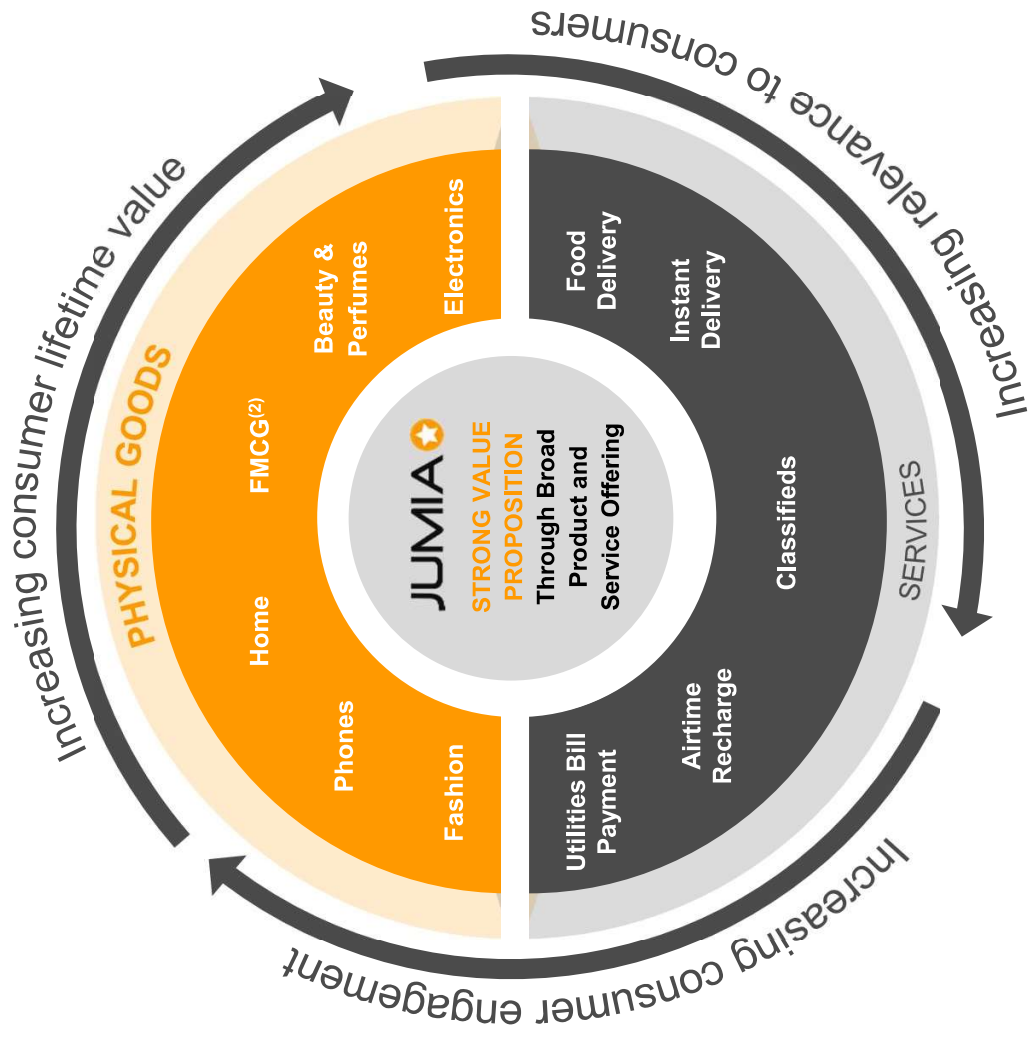 Increasing consumer lifetime value
PHYSICAL GOODS
Fashion
Phones
Home
FMCG(2)
Beauty &
Perfumes
Electronics
JUMIA
STRONG VALUE
PROPOSITION
Through Broad
Product and
Service Offering
Utilities Bill
Payment
Airtime
Recharge
Classifieds
Instant
Delivery
Food
Delivery
SERVICES
Increasing relevance to consumers
Increasing consumer engagement